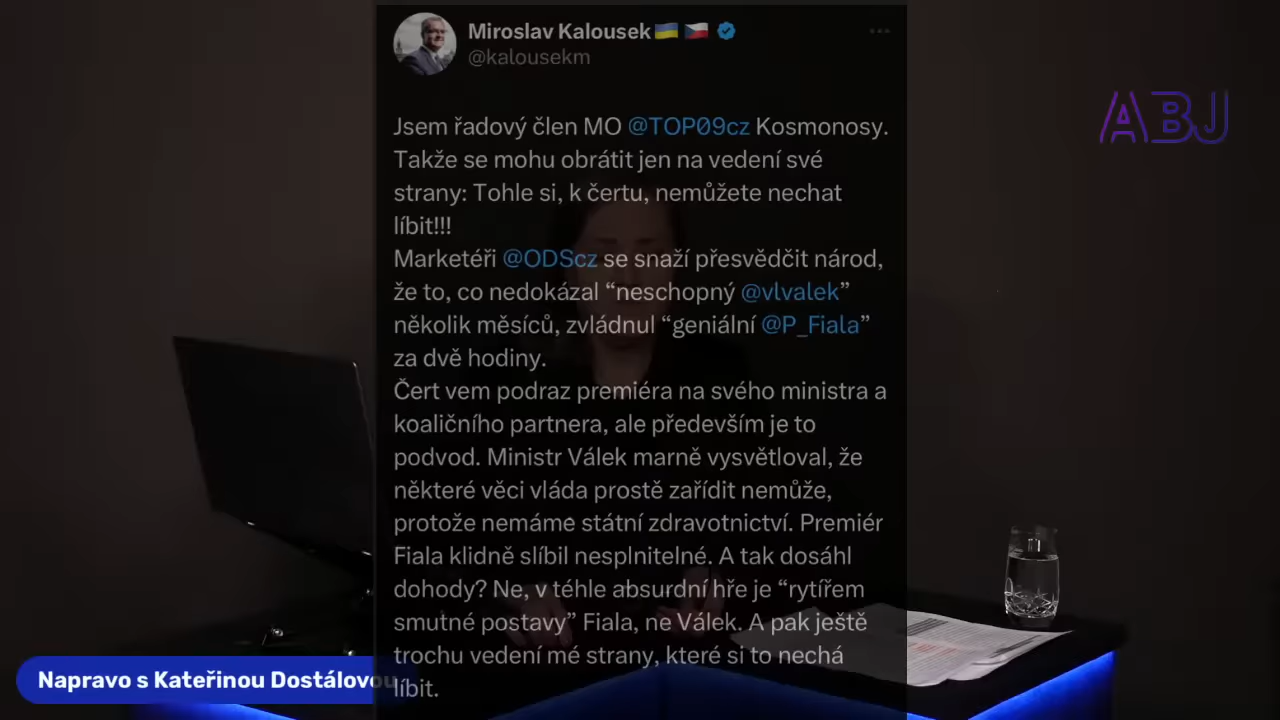 Miroslav Kalousek
@kalousekm
ABJ
Jsem řadový člen MO @TOP09cz Kosmonosy.
Takže se mohu obrátit jen na vedení své
strany: Tohle si, k čertu, nemůžete nechat
líbit!!!
Marketéři @ODScz se snaží přesvědčit národ,
že to, co nedokázal “neschopný @vlvalek”
několik měsíců, zvládnul “geniální @P_Fiala”
za dvě hodiny.
Čert vem podraz premiéra na svého ministra a
koaličního partnera, ale především je to
podvod. Ministr Válek marně vysvětloval, že
některé věci vláda prostě zařídit nemůže,
protože nemáme státní zdravotnictví. Premiér
Fiala klidně slíbil nesplnitelné. A tak dosáhl
dohody? Ne, v téhle absurdní hře je “rytířem
smutné postavy” Fiala, ne Válek. A pak ještě
trochu vedení mé strany, které si to nechá
líbit.
Napravo s Kateřinou Dostálovou